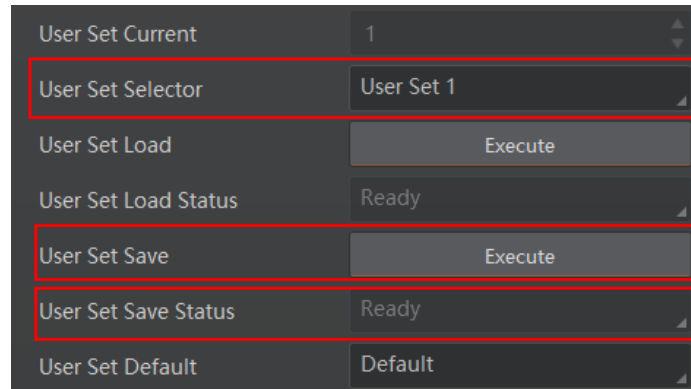 User Set Current 1
User Set Selector User Set 1
User Set Load Execute
User Set Load Status Ready
User Set Save Execute
User Set Save Status Ready
User Set Default Default